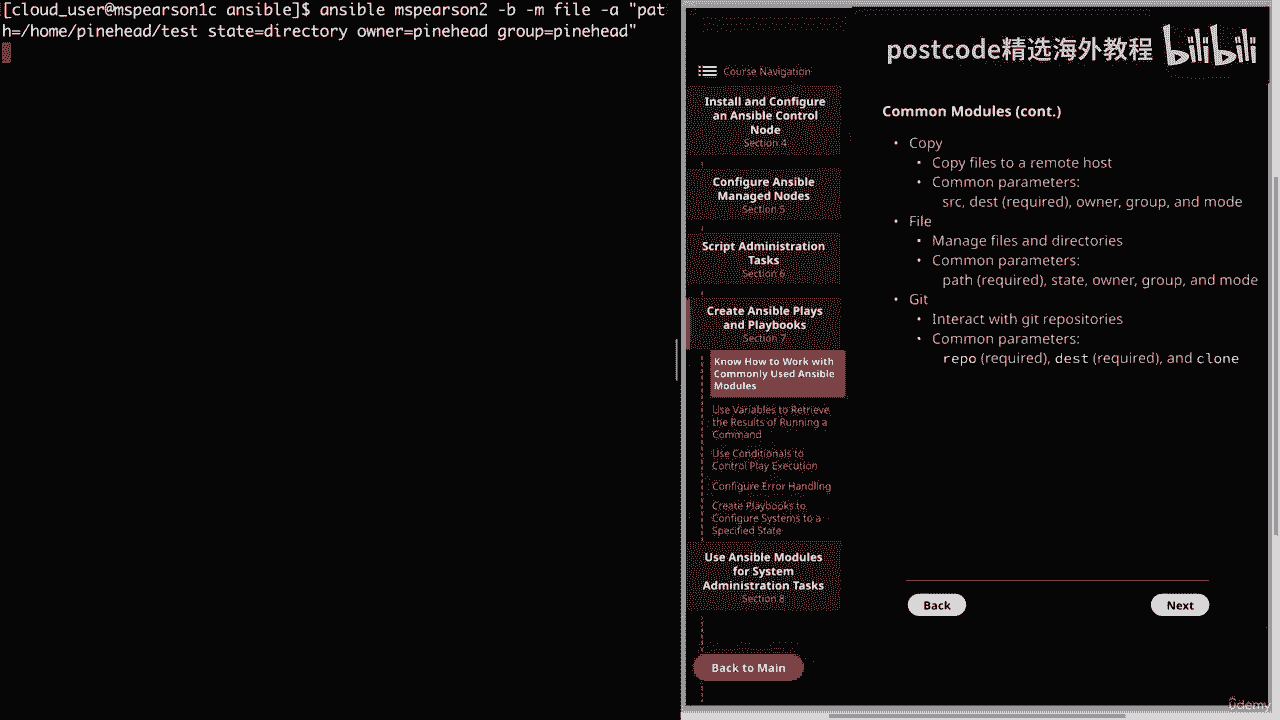 [cloud_user@mspearson1c ansible]$ ansible mspearson2 -b -m file -a "pat
h=/home/pinehead/test state=directory owner=pinehead group=pinehead"
postcode精选海外教程 bilibili
Course Navigation
Install and Configure
an Ansible Control
Node
Section 4
Configure Ansible
Managed Nodes
Section 5
Script Administration
Tasks
Section 6
Create Ansible Plays
and Playbooks
Section 7
Know How to Work with
Commonly Used Ansible
Modules
Use Variables to Retrieve
the Results of Running a
Command
Use Conditionals to
Control Play Execution
Configure Error Handling
Create Playbooks to
Configure Systems to a
Specified State
Use Ansible Modules
for System
Administration Tasks
Section 8
Back to Main
Common Modules (cont.)
• Copy
• Copy files to a remote host
• Common parameters:
src, dest (required), owner, group, and mode
• File
• Manage files and directories
• Common parameters:
path (required), state, owner, group, and mode
• Git
• Interact with git repositories
• Common parameters:
repo (required), dest (required), and clone
Back
Next
ûdemy